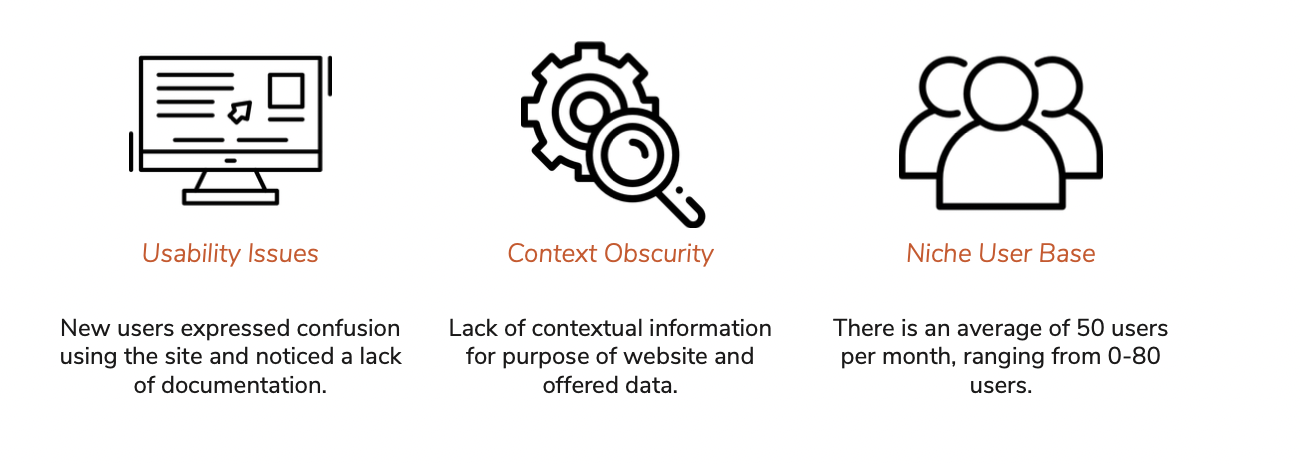 Usability Issues
New users expressed confusion
using the site and noticed a lack
of documentation.
Context Obscurity
Lack of contextual information
for purpose of website and
offered data.
Niche User Base
There is an average of 50 users
per month, ranging from 0-80
users.